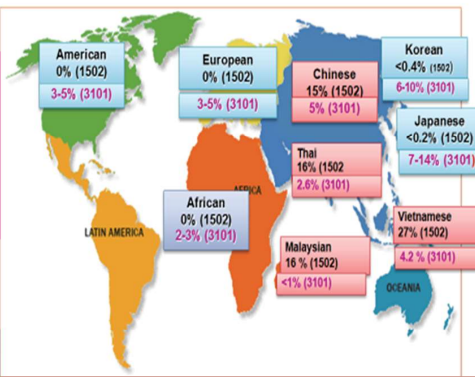 American
0% (1502)
3-5% (3101)
European
0% (1502)
3-5% (3101)
Chinese
15% (1502)
5% (3101)
Korean
<0.4% (1502)
6-10% (3101)
Japanese
<0.2% (1502)
7-14% (3101)
Thai
16% (1502
2.6% (3101)
African
0% (1502)
2-3% (3101)
LATIN AMERICA
Malaysian
16 % (1502)
<1% (3101)
Vietnamese
27% (1502)
4.2 % (3101)
OCEANIA